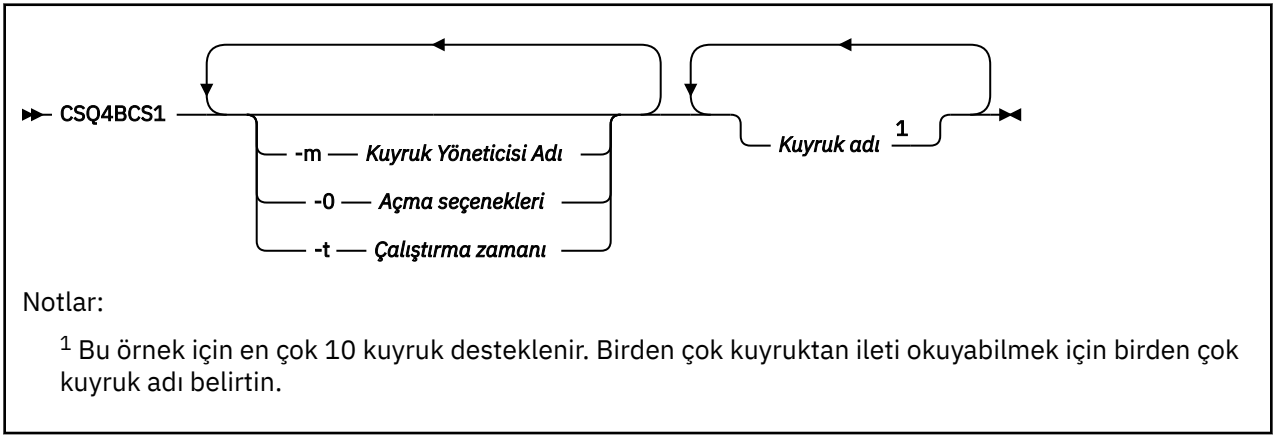 CSQ4BCS1
-m Kuyruk Yöneticisi Adı
-0 Açma seçenekleri
-t Çalıştırma zamanı
Kuyruk adı 1
Notlar:
1 Bu örnek için en çok 10 kuyruk desteklenir. Birden çok kuyruktan ileti okuyabilmek için birden çok
kuyruk adı belirtin.